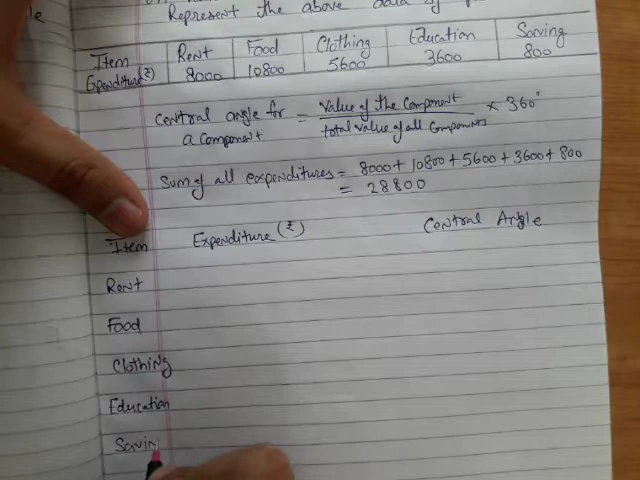 le
Represent the above data
Item Rent Food Clothing Education Saving
Expenditure(₹) 8000 10800 5600 3600 800
Central angle for a Component = Value of the Component / total value of all Components × 360°
Sum of all expenditures = 8000 + 10800 + 5600 + 3600 + 800
= 28800
Item Expenditure (₹) Central Angle
Rent
Food
Clothing
Education
Savin